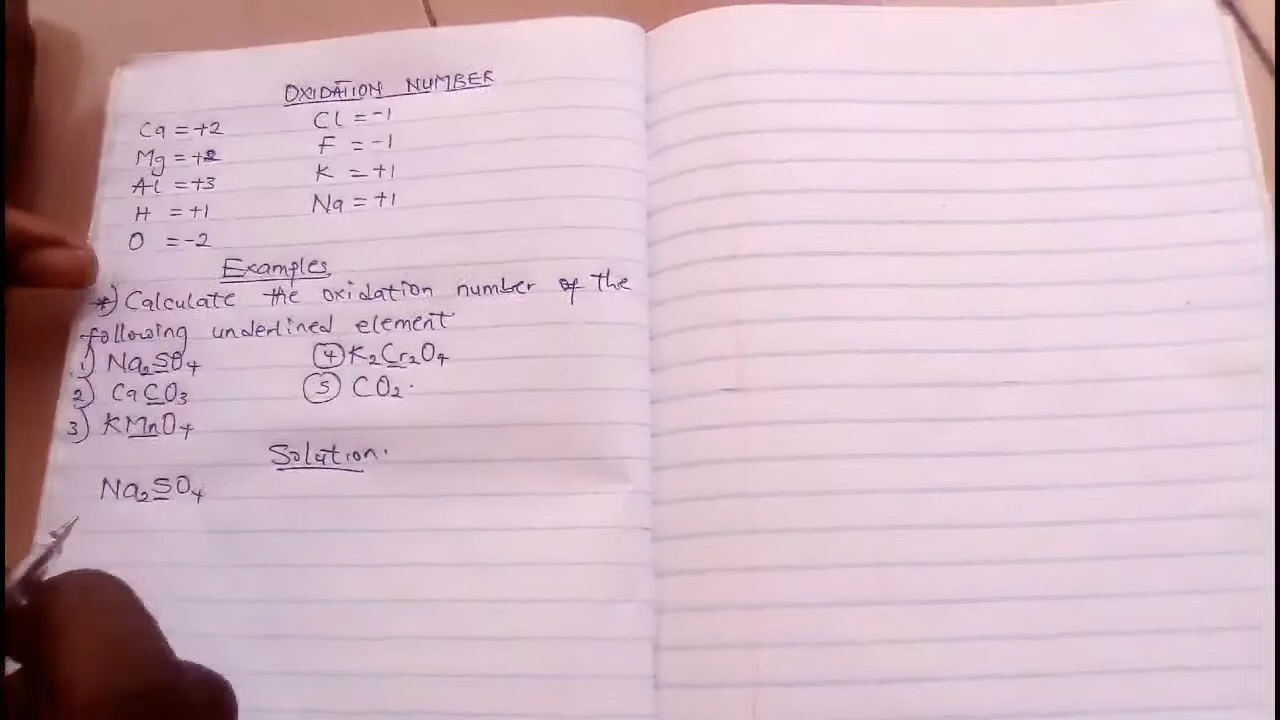 OXIDATION NUMBER
Ca = +2
Mg = +2
Al = +3
H = +1
O = -2
Cl = -1
F = -1
K = +1
Na = +1
Examples
*) Calculate the oxidation number of the
following underlined element
1) Na₂SO₄
2) CaCO₃
3) KMnO₄
④ K₂Cr₂O₄
⑤ CO₂.
Solution.
Na₂SO₄